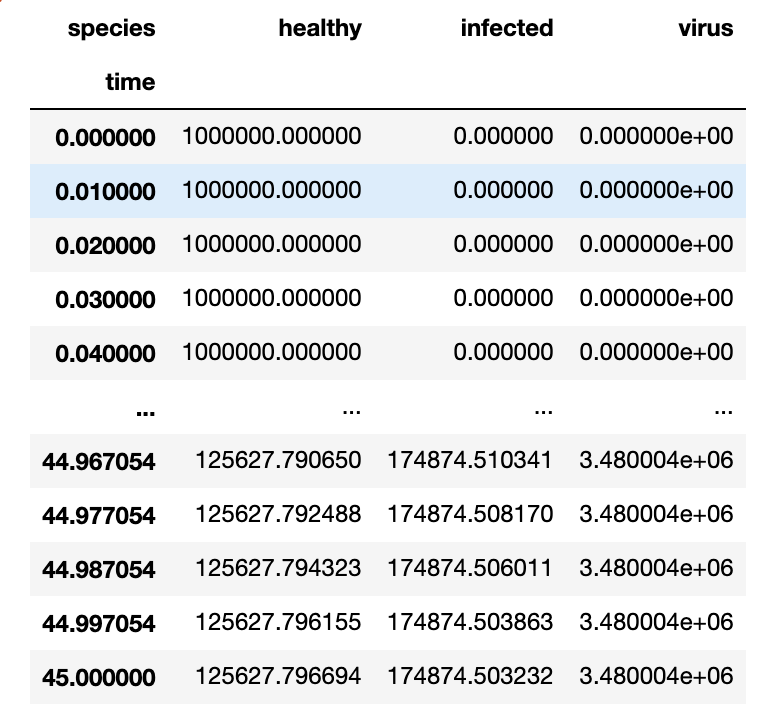 species healthy infected virus
time
0.000000 1000000.000000 0.000000 0.000000e+00
0.010000 1000000.000000 0.000000 0.000000e+00
0.020000 1000000.000000 0.000000 0.000000e+00
0.030000 1000000.000000 0.000000 0.000000e+00
0.040000 1000000.000000 0.000000 0.000000e+00
... ... ... ...
44.967054 125627.790650 174874.510341 3.480004e+06
44.977054 125627.792488 174874.508170 3.480004e+06
44.987054 125627.794323 174874.506011 3.480004e+06
44.997054 125627.796155 174874.503863 3.480004e+06
45.000000 125627.796694 174874.503232 3.480004e+06